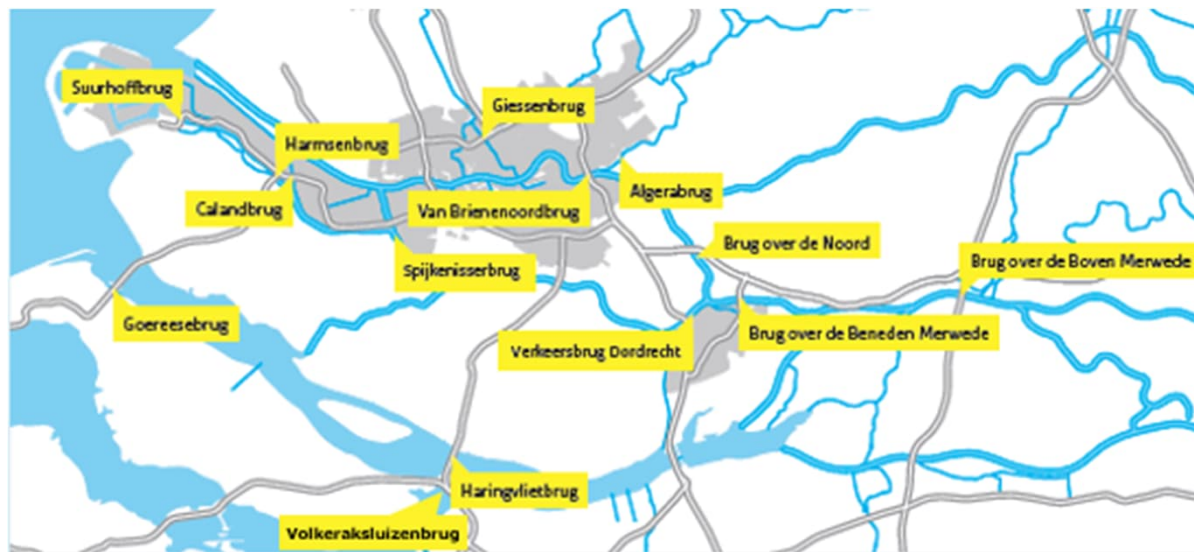 Suurhoffbrug
Giessenbrug
Harmsenbrug
Algerabrug
Calandbrug
Van Brienenoordbrug
Brug over de Noord
Brug over de Boven Merwede
Spijkenisserbrug
Goereesebrug
Brug over de Beneden Merwede
Verkeersbrug Dordrecht
Haringvlietbrug
Volkeraksluizenbrug